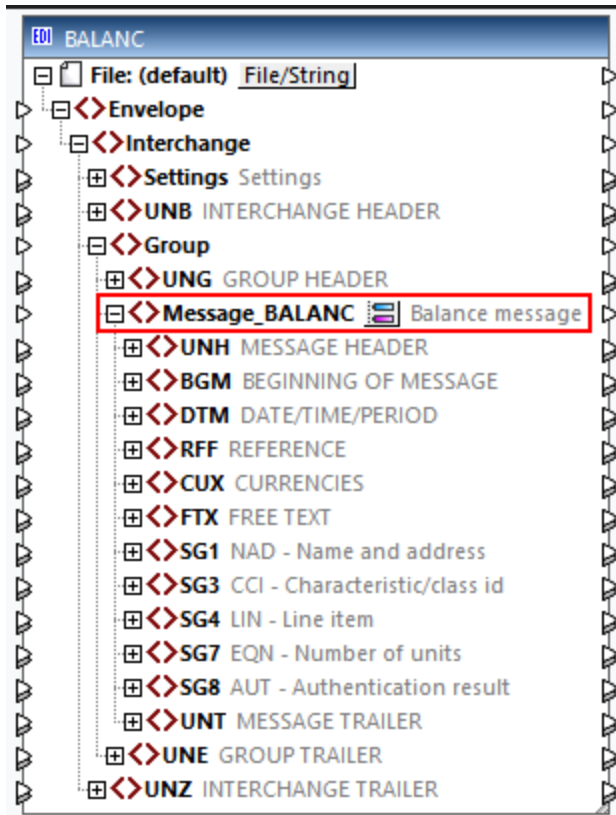 EDI BALANC
File: (default) File/String
Envelope
Interchange
Settings Settings
UNB INTERCHANGE HEADER
Group
UNG GROUP HEADER
Message_BALANC Balance message
UNH MESSAGE HEADER
BGM BEGINNING OF MESSAGE
DTM DATE/TIME/PERIOD
RFF REFERENCE
CUX CURRENCIES
FTX FREE TEXT
SG1 NAD - Name and address
SG3 CCI - Characteristic/class id
SG4 LIN - Line item
SG7 EQN - Number of units
SG8 AUT - Authentication result
UNT MESSAGE TRAILER
UNE GROUP TRAILER
UNZ INTERCHANGE TRAILER